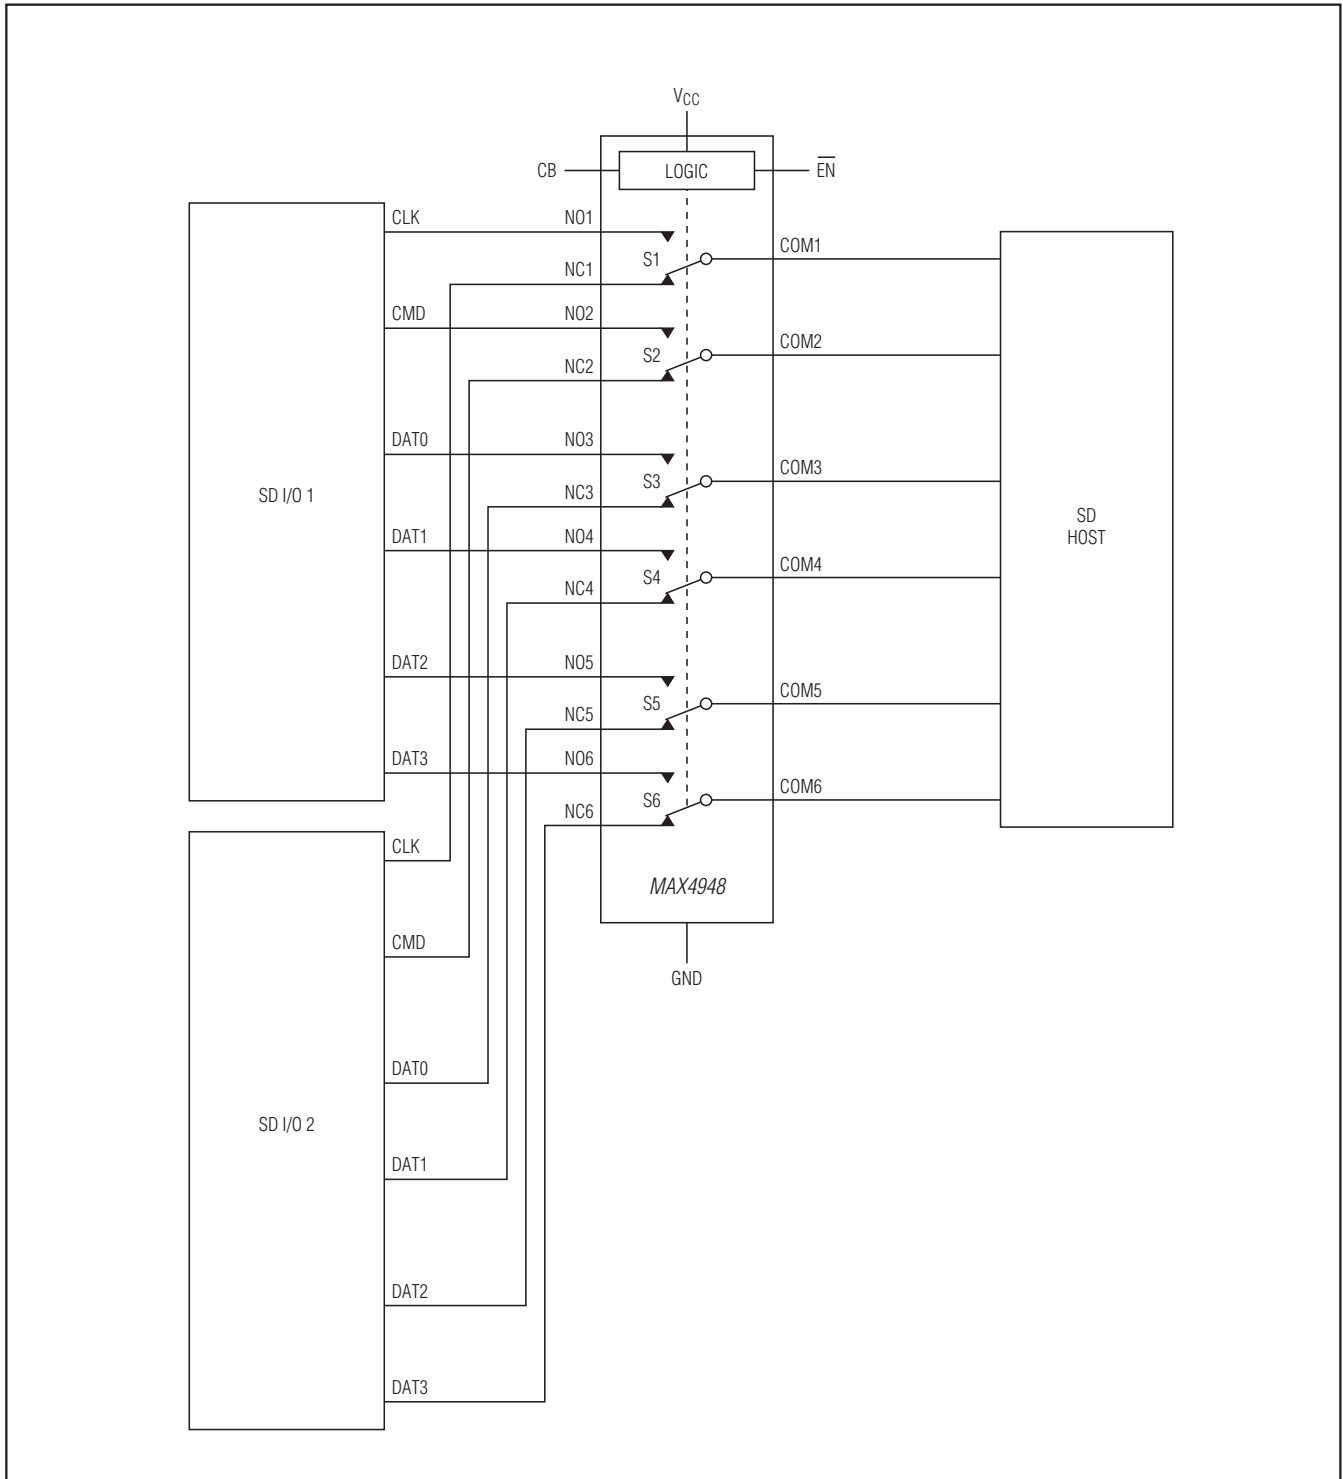 VCC
CB
LOGIC
EN
CLK
NO1
COM1
S1
NC1
CMD
NO2
COM2
S2
NC2
DAT0
NO3
COM3
S3
NC3
SD I/O 1
SD
HOST
DAT1
NO4
COM4
S4
NC4
DAT2
NO5
COM5
S5
NC5
DAT3
NO6
COM6
S6
NC6
CLK
MAX4948
CMD
GND
DAT0
SD I/O 2
DAT1
DAT2
DAT3